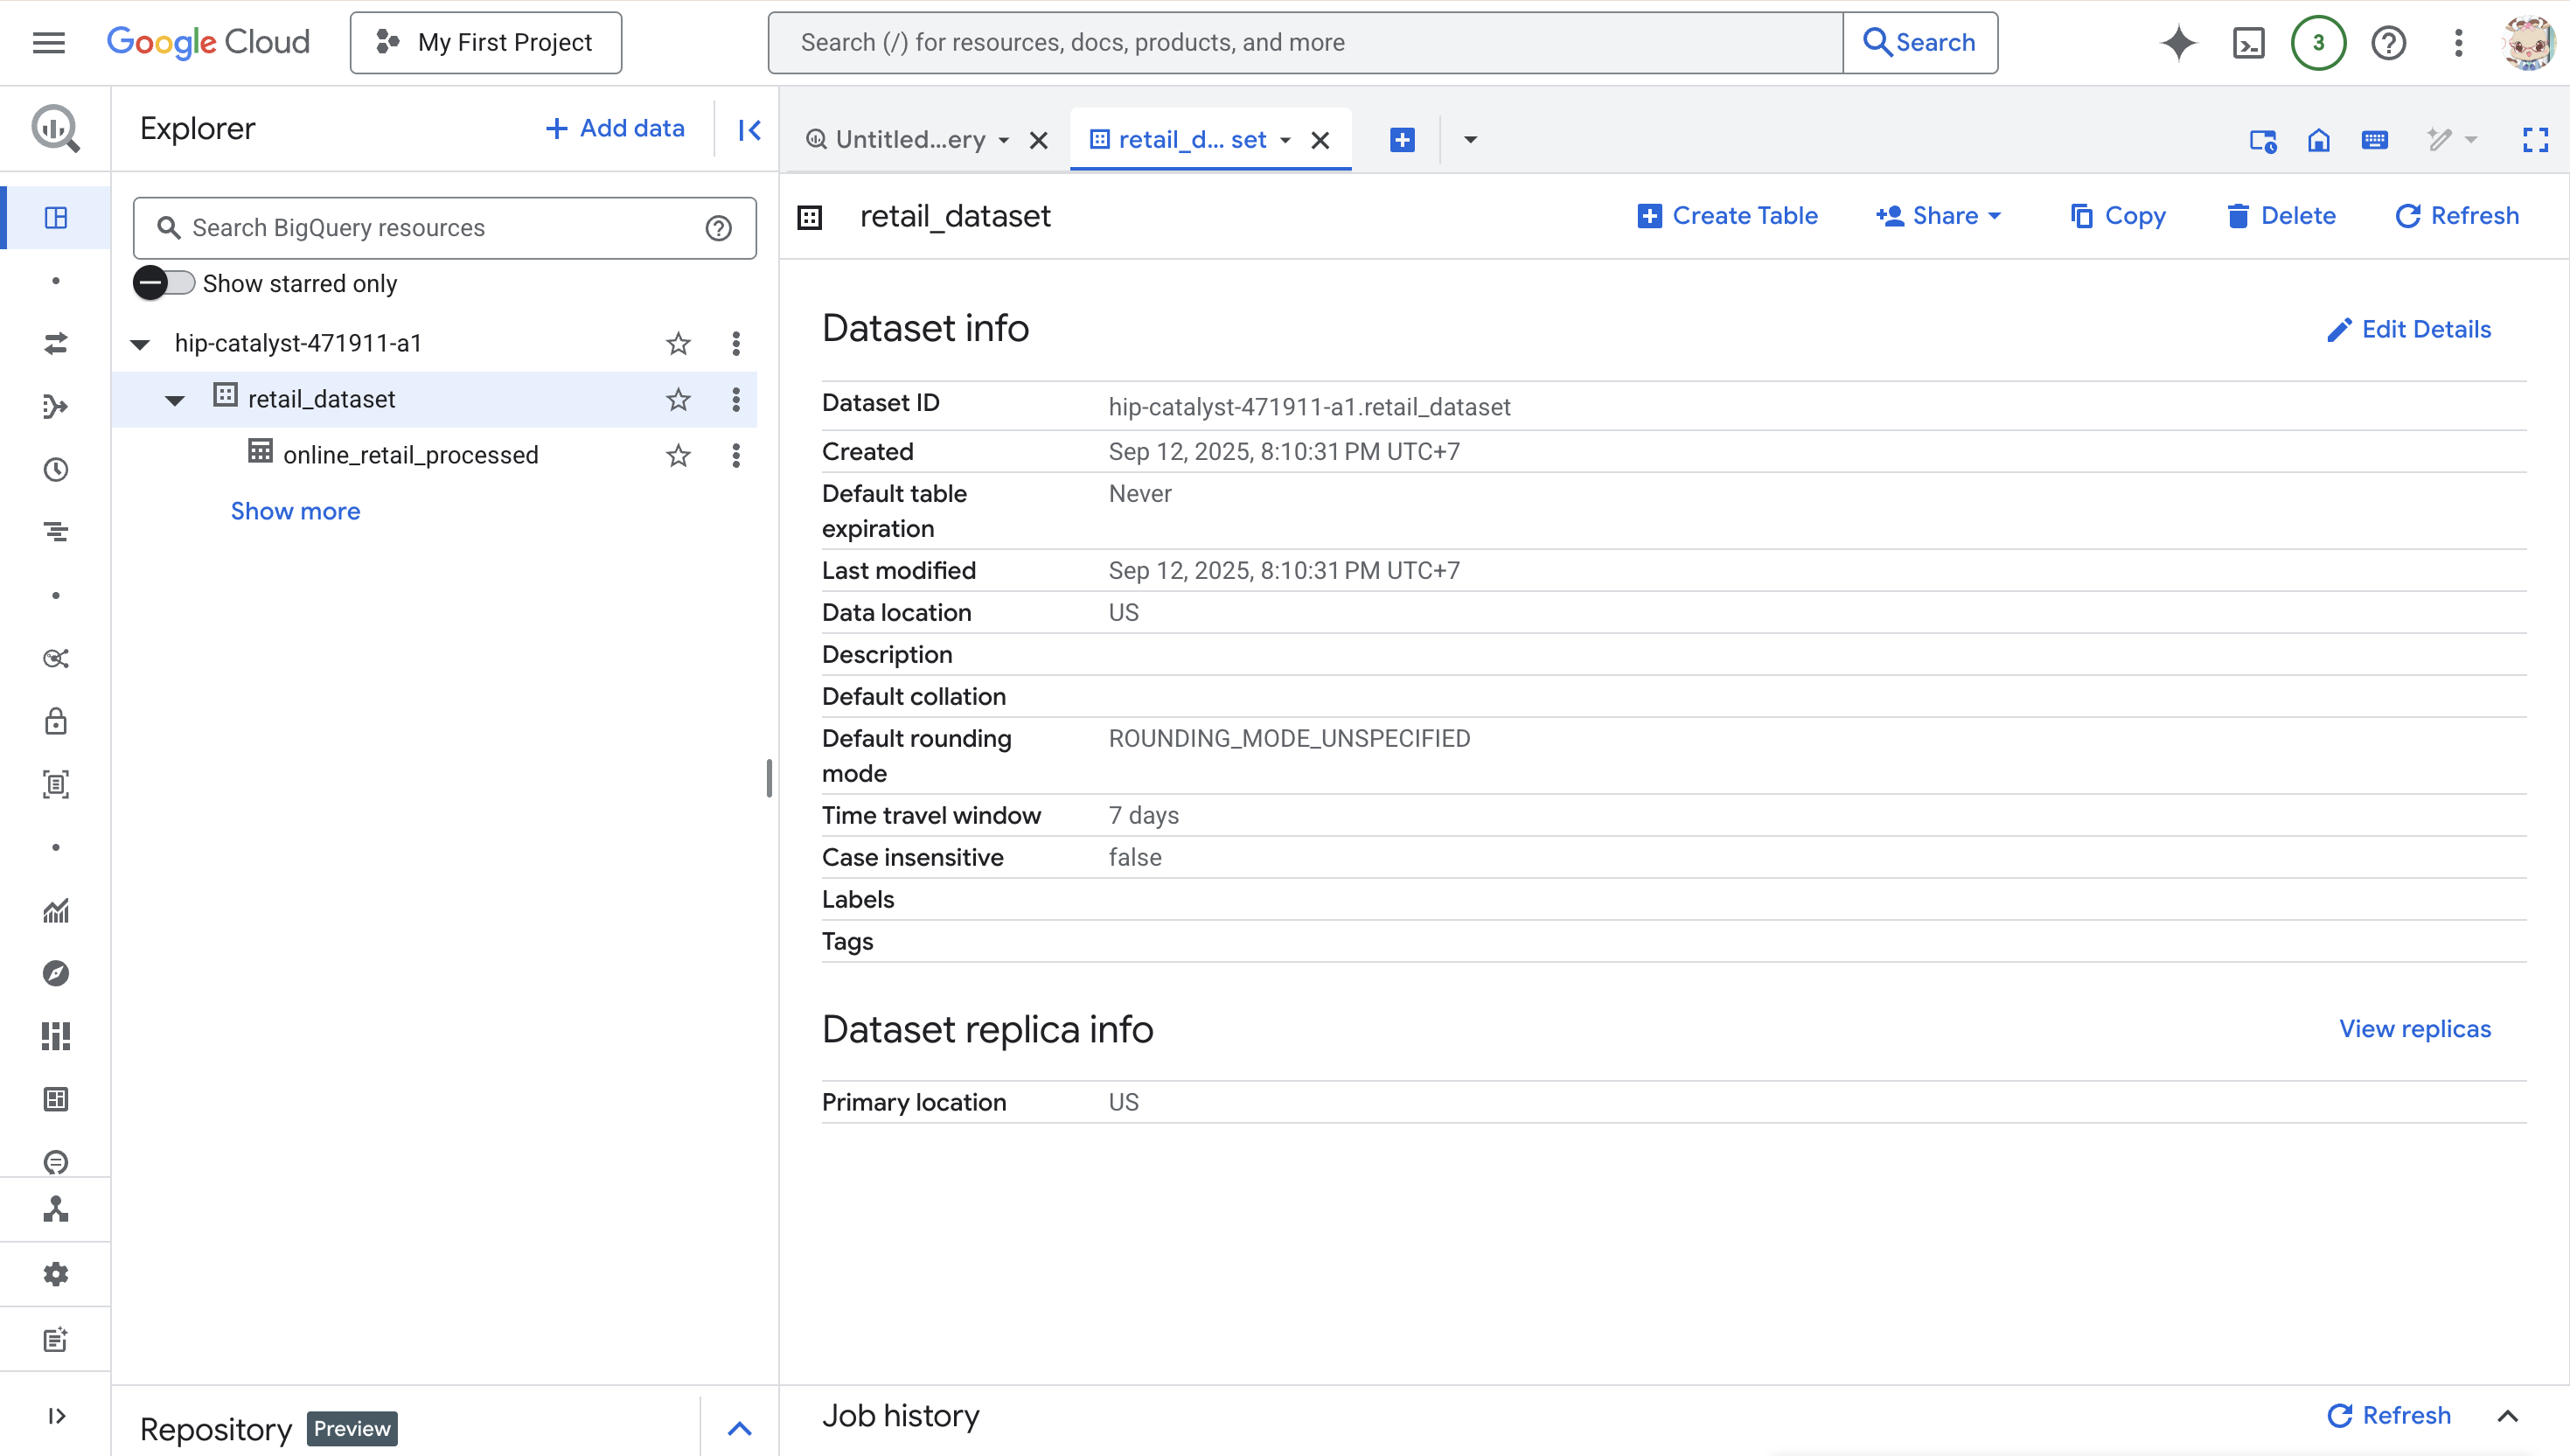 Google Cloud
My First Project
Search (/) for resources, docs, products, and more
Search
3
Explorer
Add data
Untitled...ery
retail_d... set
Search BigQuery resources
Show starred only
hip-catalyst-471911-a1
retail_dataset
online_retail_processed
Show more
retail_dataset
Create Table
Share
Copy
Delete
Refresh
Dataset info
Edit Details
Dataset ID hip-catalyst-471911-a1.retail_dataset
Created Sep 12, 2025, 8:10:31 PM UTC+7
Default table Never
expiration
Last modified Sep 12, 2025, 8:10:31 PM UTC+7
Data location US
Description
Default collation
Default rounding ROUNDING_MODE_UNSPECIFIED
mode
Time travel window 7 days
Case insensitive false
Labels
Tags
Dataset replica info
View replicas
Primary location US
Repository Preview
Job history
Refresh